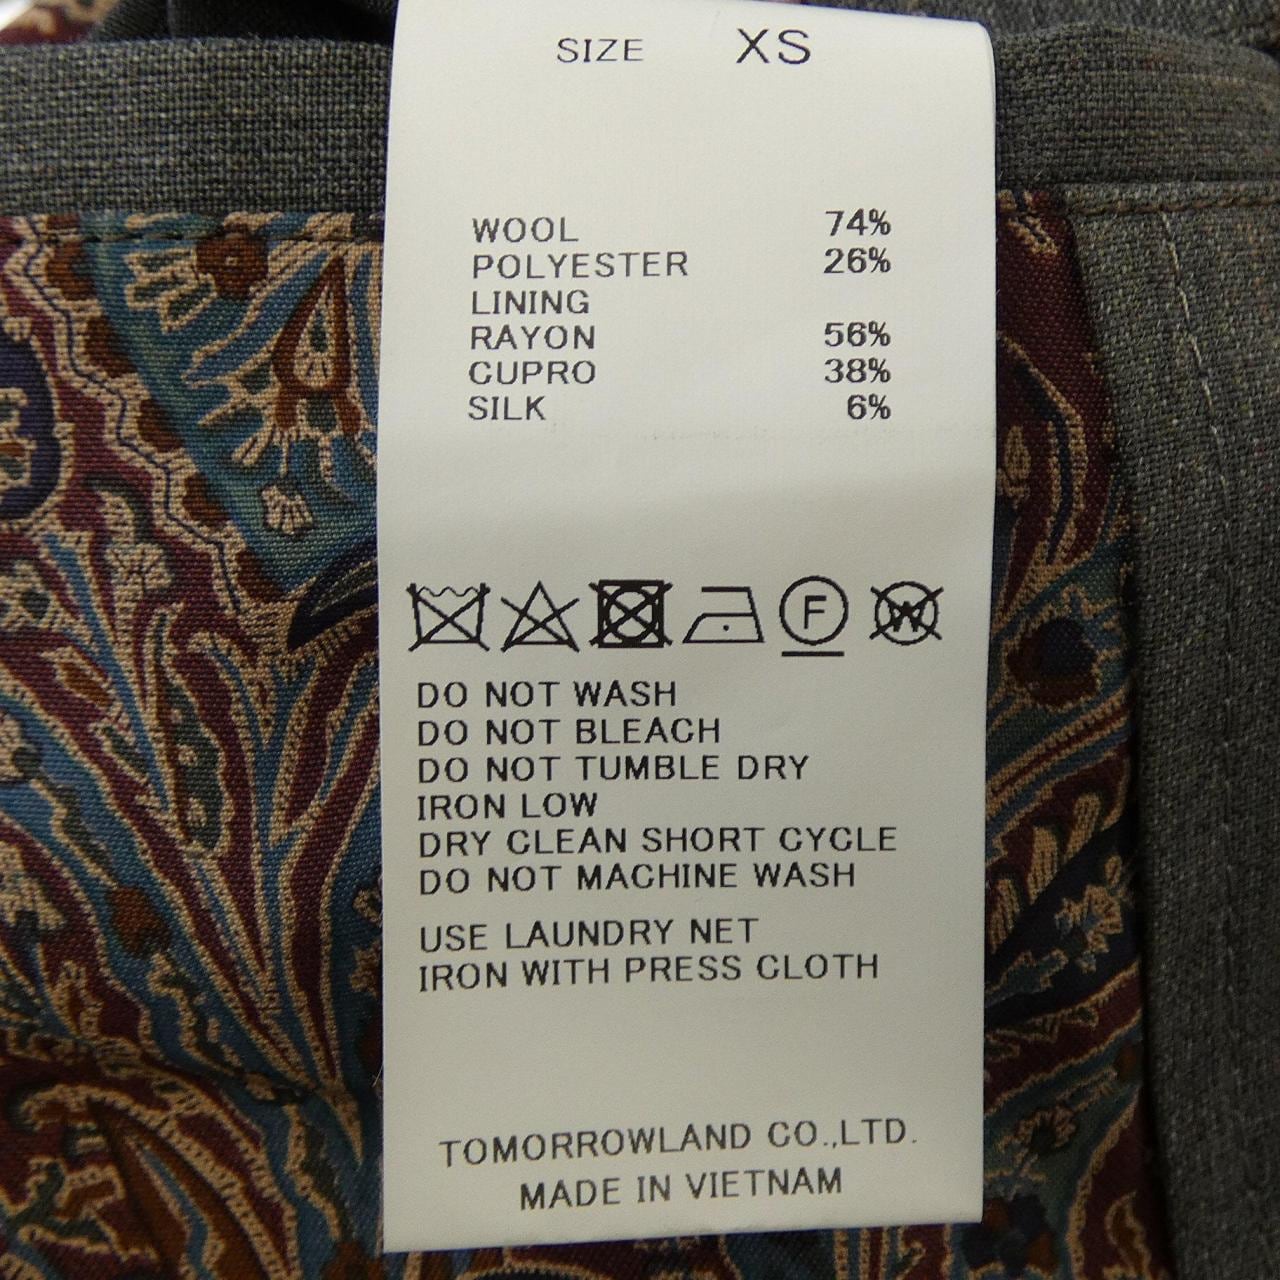 SIZE XS
WOOL 74%
POLYESTER 26%
LINING
RAYON 56%
CUPRO 38%
SILK 6%
F W
DO NOT WASH
DO NOT BLEACH
DO NOT TUMBLE DRY
IRON LOW
DRY CLEAN SHORT CYCLE
DO NOT MACHINE WASH
USE LAUNDRY NET
IRON WITH PRESS CLOTH
TOMORROWLAND CO.,LTD.
MADE IN VIETNAM